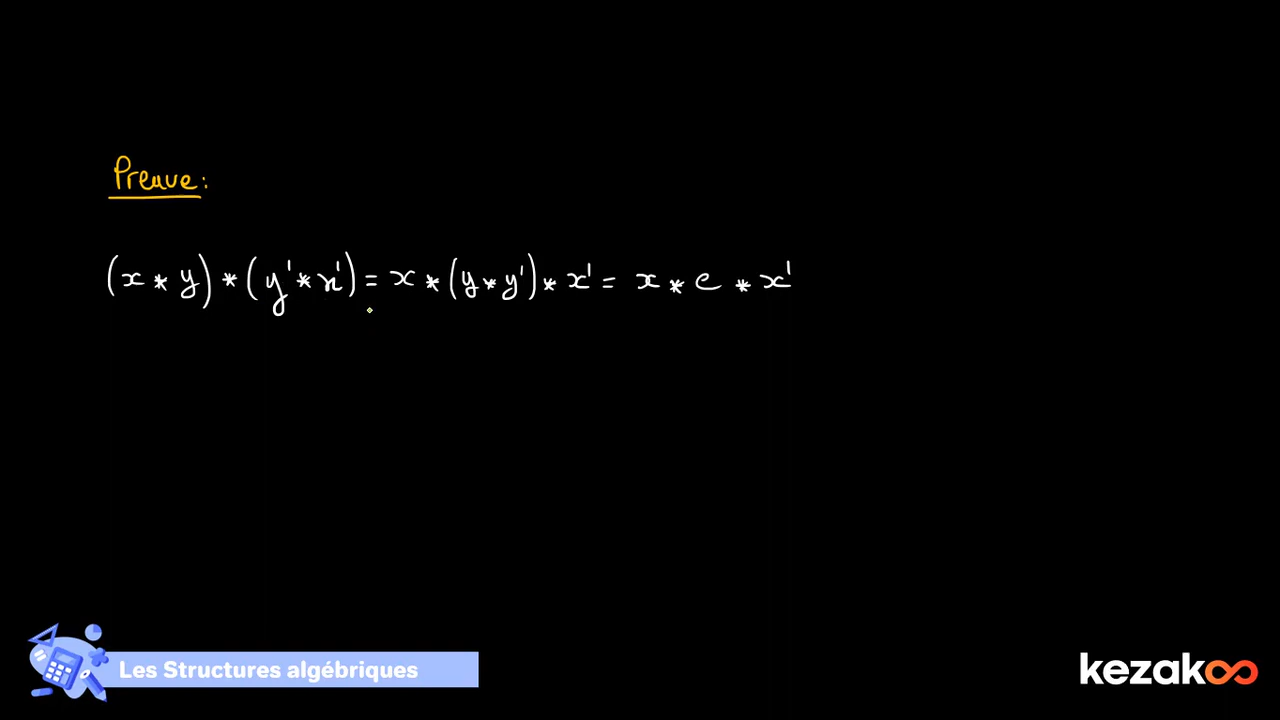 Preuve:
(x * y) * (y' * x') = x * (y * y') * x' = x * e * x'
Les Structures algébriques
kezakoo